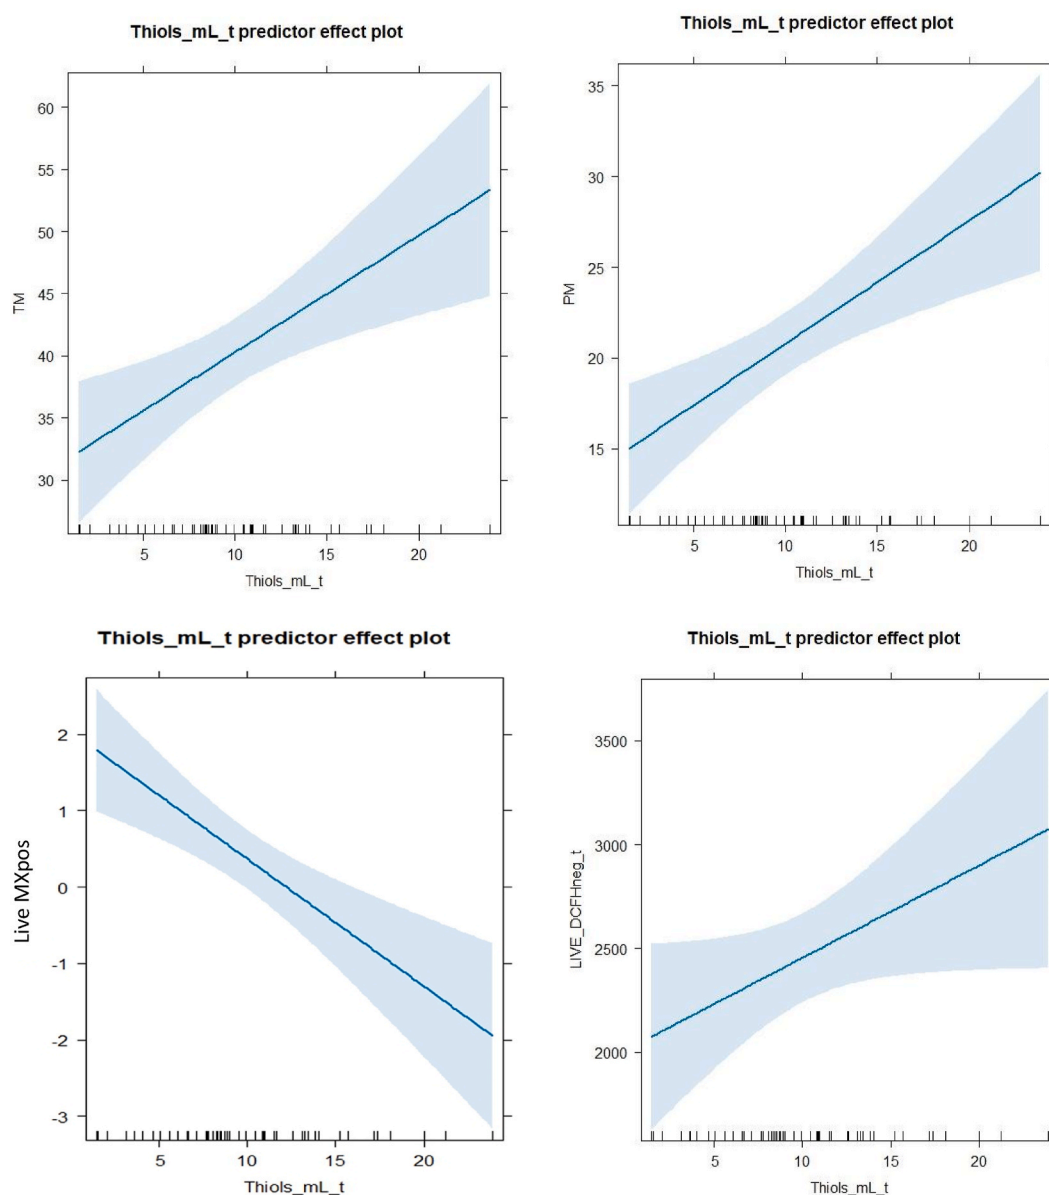 Thiols_mL_t predictor effect plot
TM
60
55
50
45
40
35
30
5 10 15 20
Thiols_mL_t
Thiols_mL_t predictor effect plot
PM
35
30
25
20
15
5 10 15 20
Thiols_mL_t
Thiols_mL_t predictor effect plot
Live MXpos
2
1
0
-1
-2
-3
5 10 15 20
Thiols_mL_t
Thiols_mL_t predictor effect plot
LIVE_DCFHneg_t
3500
3000
2500
2000
5 10 15 20
Thiols_mL_t